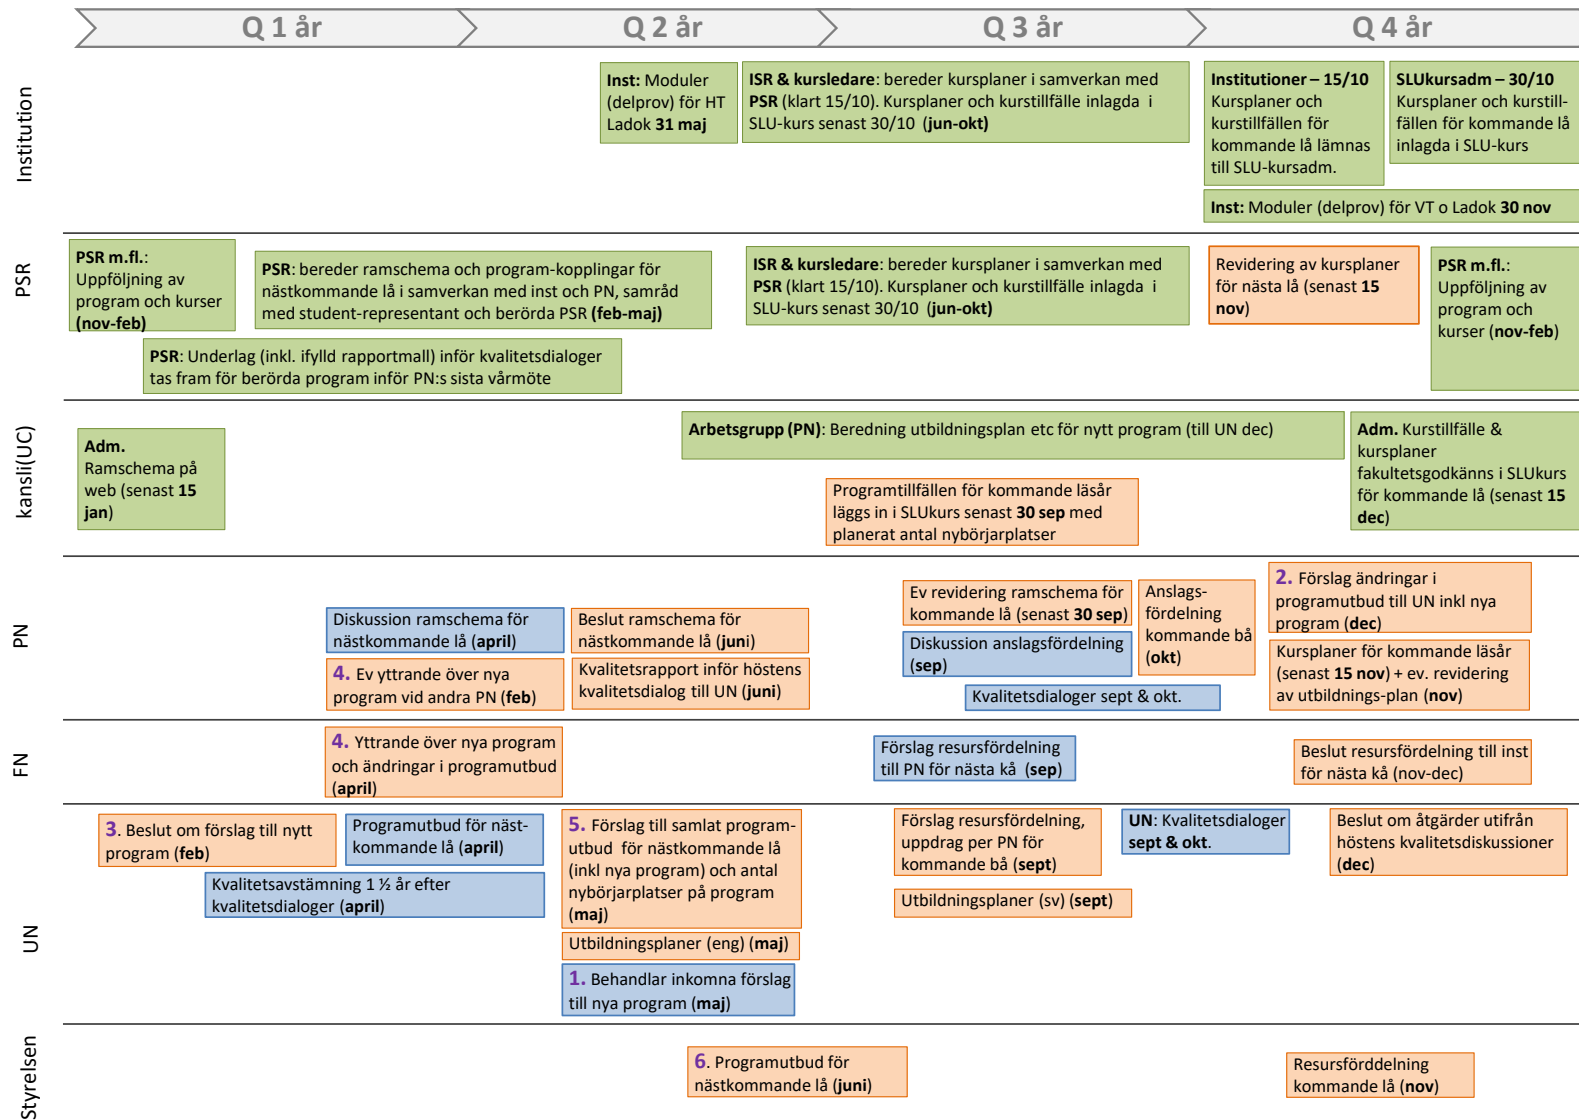 Q 1 år
Q 2 år
Q 3 år
Q 4 år
Institution
Inst: Moduler
(delprov) för HT
Ladok 31 maj
ISR & kursledare: bereder kursplaner i samverkan med
PSR (klart 15/10). Kursplaner och kurstillfälle inlagda i
SLU-kurs senast 30/10 (jun-okt)
Institutioner – 15/10
Kursplaner och
kurstillfällen för
kommande lå lämnas
till SLU-kursadm.
SLUkursadm – 30/10
Kursplaner och kurstill-
fällen för kommande lå
inlagda i SLU-kurs
Inst: Moduler (delprov) för VT o Ladok 30 nov
PSR
PSR m.fl.:
Uppföljning av
program och kurser
(nov-feb)
PSR: bereder ramschema och program-kopplingar för
nästkommande lå i samverkan med inst och PN, samråd
med student-representant och berörda PSR (feb-maj)
ISR & kursledare: bereder kursplaner i samverkan med
PSR (klart 15/10). Kursplaner och kurstillfälle inlagda i
SLU-kurs senast 30/10 (jun-okt)
Revidering av kursplaner
för nästa lå (senast 15
nov)
PSR m.fl.:
Uppföljning av
program och
kurser (nov-feb)
PSR: Underlag (inkl. ifylld rapportmall) inför kvalitetsdialoger
tas fram för berörda program inför PN:s sista vårmöte
kansli(UC)
Adm.
Ramschema på
web (senast 15
jan)
Arbetsgrupp (PN): Beredning utbildningsplan etc för nytt program (till UN dec)
Programtillfällen för kommande läsår
läggs in i SLUkurs senast 30 sep med
planerat antal nybörjarplatser
Adm. Kurstillfälle &
kursplaner
fakultetsgodkänns i SLUkurs
för kommande lå (senast 15
dec)
PN
Diskussion ramschema för
nästkommande lå (april)
4. Ev yttrande över nya
program vid andra PN (feb)
Beslut ramschema för
nästkommande lå (juni)
Kvalitetsrapport inför höstens
kvalitetsdialog till UN (juni)
Ev revidering ramschema för
kommande lå (senast 30 sep)
Diskussion anslagsfördelning
(sep)
Kvalitetsdialoger sept & okt.
Anslags-
fördelning
kommande bå
(okt)
2. Förslag ändringar i
programutbud till UN inkl nya
program (dec)
Kursplaner för kommande läsår
(senast 15 nov) + ev. revidering
av utbildnings-plan (nov)
FN
4. Yttrande över nya program
och ändringar i programutbud
(april)
Förslag resursfördelning
till PN för nästa kå (sep)
Beslut resursfördelning till inst
för nästa kå (nov-dec)
UN
3. Beslut om förslag till nytt
program (feb)
Programutbud för näst-
kommande lå (april)
Kvalitetsavstämning 1 ½ år efter
kvalitetsdialoger (april)
5. Förslag till samlat program-
utbud för nästkommande lå
(inkl nya program) och antal
nybörjarplatser på program
(maj)
Utbildningsplaner (eng) (maj)
1. Behandlar inkomna förslag
till nya program (maj)
Förslag resursfördelning,
uppdrag per PN för
kommande bå (sept)
Utbildningsplaner (sv) (sept)
UN: Kvalitetsdialoger
sept & okt.
Beslut om åtgärder utifrån
höstens kvalitetsdiskussioner
(dec)
Styrelsen
6. Programutbud för
nästkommande lå (juni)
Resursförddelning
kommande lå (nov)